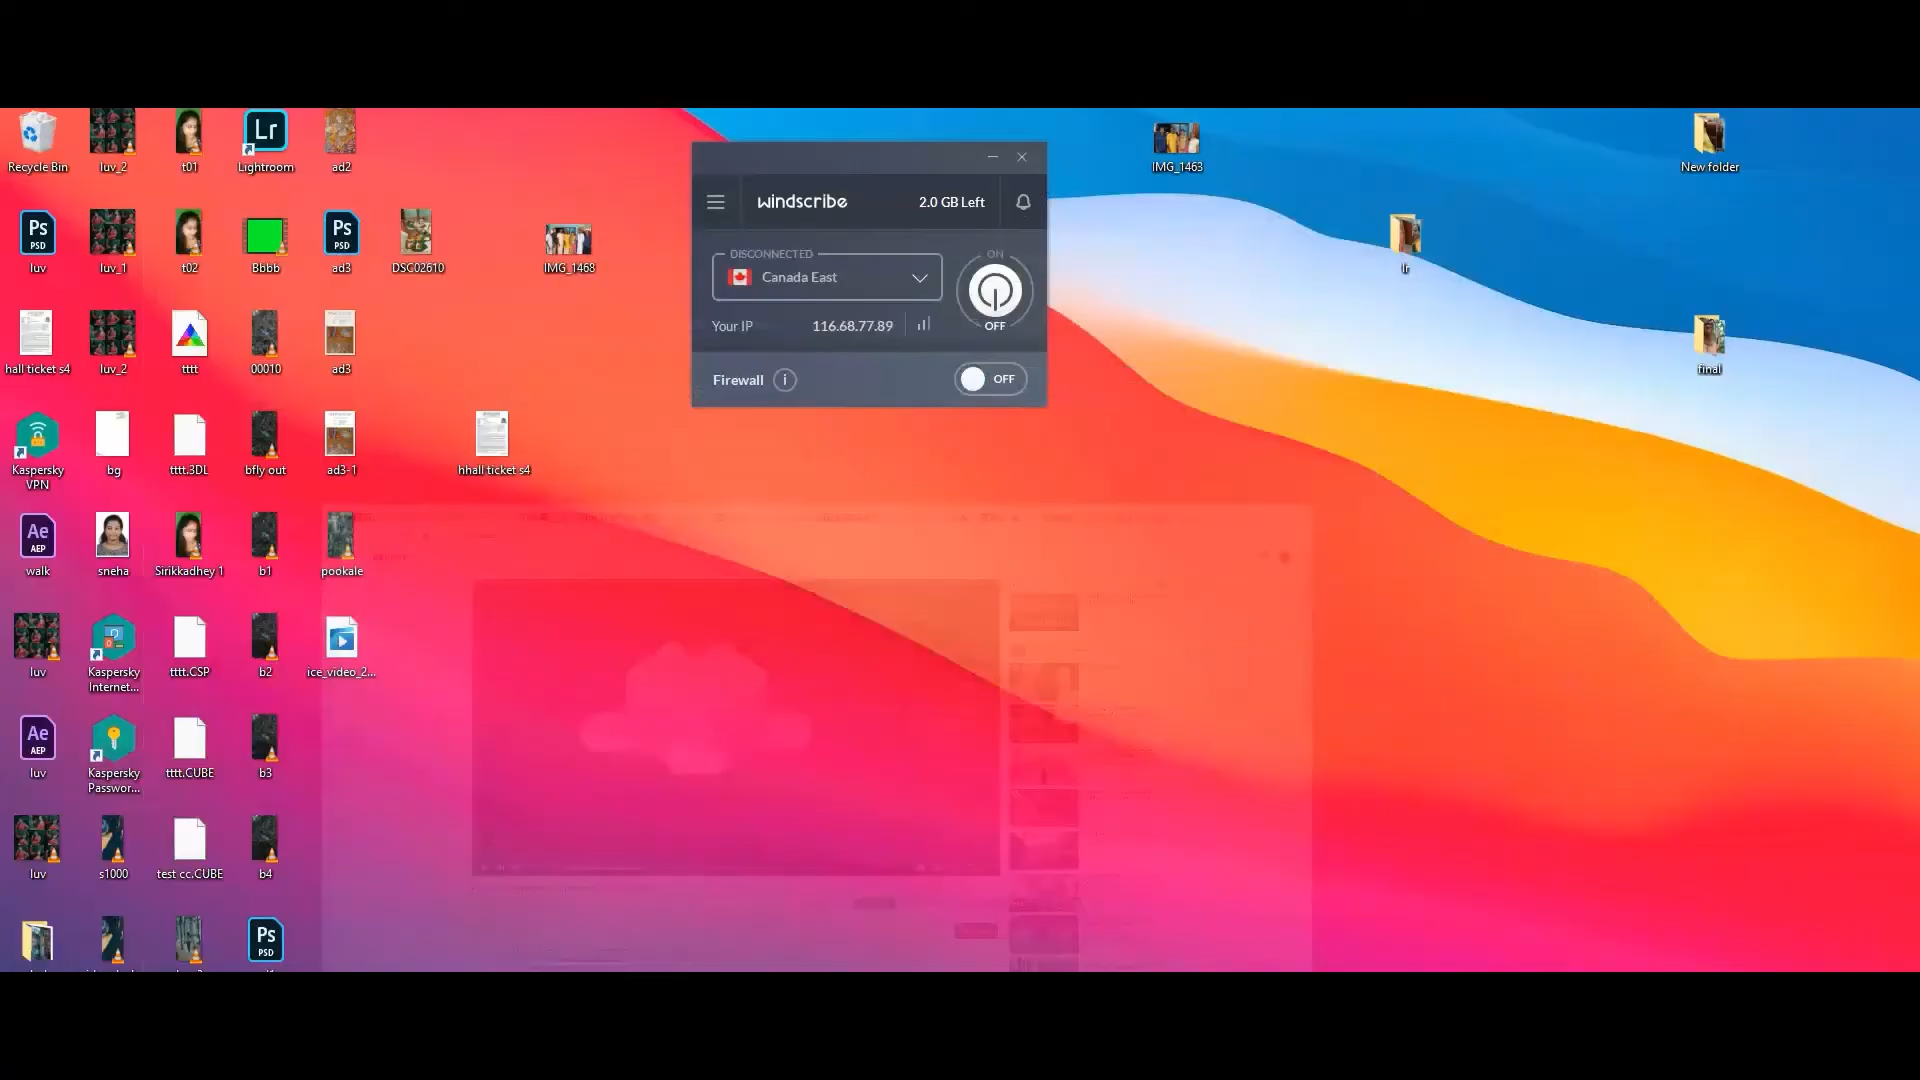 Recycle Bin
luv_2
t01
Lightroom
ad2
IMG_1463
New folder
windscribe
2.0 GB Left
luv
luv_1
t02
Bbbb
ad3
DSC02610
IMG_1468
DISCONNECTED
Canada East
ON
OFF
Your IP
116.68.77.89
Firewall
OFF
lr
hall ticket s4
luv_2
tttt
00010
ad3
final
Kaspersky
VPN
bg
tttt.3DL
bfly out
ad3-1
hhall ticket s4
walk
sneha
Sirikkadhey 1
b1
pookale
luv
Kaspersky
Internet...
tttt.CSP
b2
ice_video_2...
luv
Kaspersky
Passwor...
tttt.CUBE
b3
luv
s1000
test cc.CUBE
b4
Lr
Ps
PSD
Ps
PSD
Ae
AEP
Ae
AEP
Ps
PSD